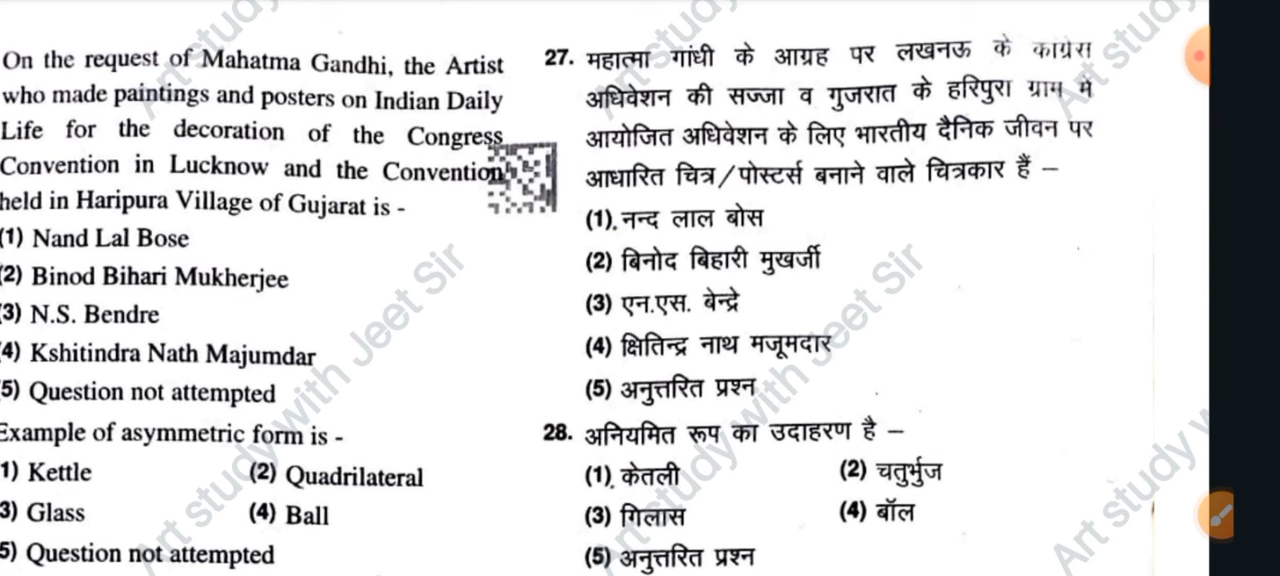 On the request of Mahatma Gandhi, the Artist
who made paintings and posters on Indian Daily
Life for the decoration of the Congress
Convention in Lucknow and the Convention
held in Haripura Village of Gujarat is -
(1) Nand Lal Bose
(2) Binod Bihari Mukherjee
(3) N.S. Bendre
(4) Kshitindra Nath Majumdar
(5) Question not attempted
Example of asymmetric form is -
1) Kettle (2) Quadrilateral
3) Glass (4) Ball
5) Question not attempted
27. महात्मा गांधी के आग्रह पर लखनऊ के कांग्रेस
अधिवेशन की सज्जा व गुजरात के हरिपुरा ग्राम में
आयोजित अधिवेशन के लिए भारतीय दैनिक जीवन पर
आधारित चित्र/पोस्टर्स बनाने वाले चित्रकार हैं –
(1) नन्द लाल बोस
(2) बिनोद बिहारी मुखर्जी
(3) एन.एस. बेन्द्रे
(4) क्षितिन्द्र नाथ मजूमदार
(5) अनुत्तरित प्रश्न
28. अनियमित रूप का उदाहरण है –
(1) केतली (2) चतुर्भुज
(3) गिलास (4) बॉल
(5) अनुत्तरित प्रश्न
Art study with Jeet Sir
Art study with Jeet Sir
Art study w
Art study
Art study
Art study